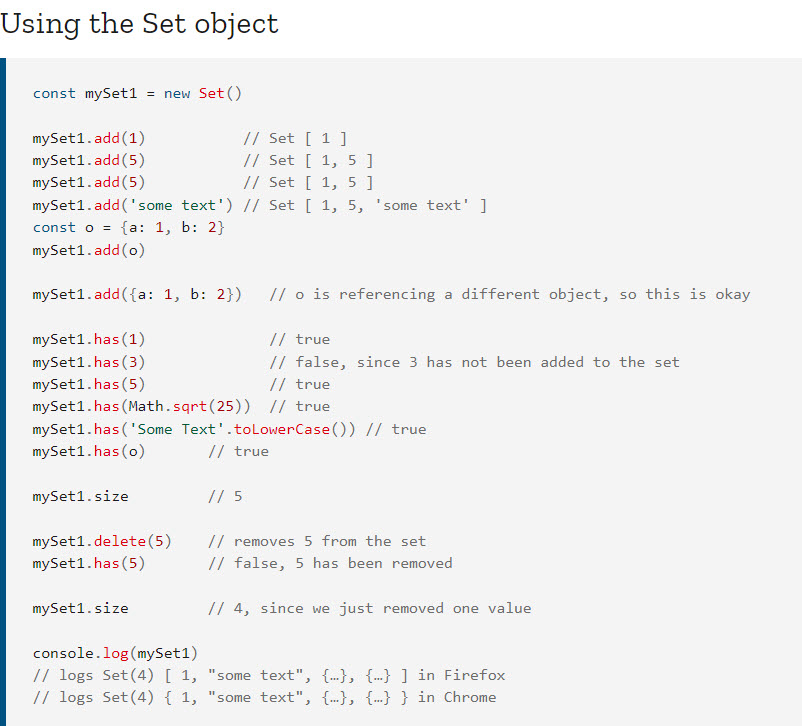 Using the Set object
const mySet1 = new Set()
mySet1.add(1)           // Set [ 1 ]
mySet1.add(5)           // Set [ 1, 5 ]
mySet1.add(5)           // Set [ 1, 5 ]
mySet1.add('some text') // Set [ 1, 5, 'some text' ]
const o = {a: 1, b: 2}
mySet1.add(o)
mySet1.add({a: 1, b: 2})   // o is referencing a different object, so this is okay
mySet1.has(1)              // true
mySet1.has(3)              // false, since 3 has not been added to the set
mySet1.has(5)              // true
mySet1.has(Math.sqrt(25))  // true
mySet1.has('Some Text'.toLowerCase()) // true
mySet1.has(o)       // true
mySet1.size         // 5
mySet1.delete(5)    // removes 5 from the set
mySet1.has(5)       // false, 5 has been removed
mySet1.size         // 4, since we just removed one value
console.log(mySet1)
// logs Set(4) [ 1, "some text", {…}, {…} ] in Firefox
// logs Set(4) { 1, "some text", {…}, {…} } in Chrome